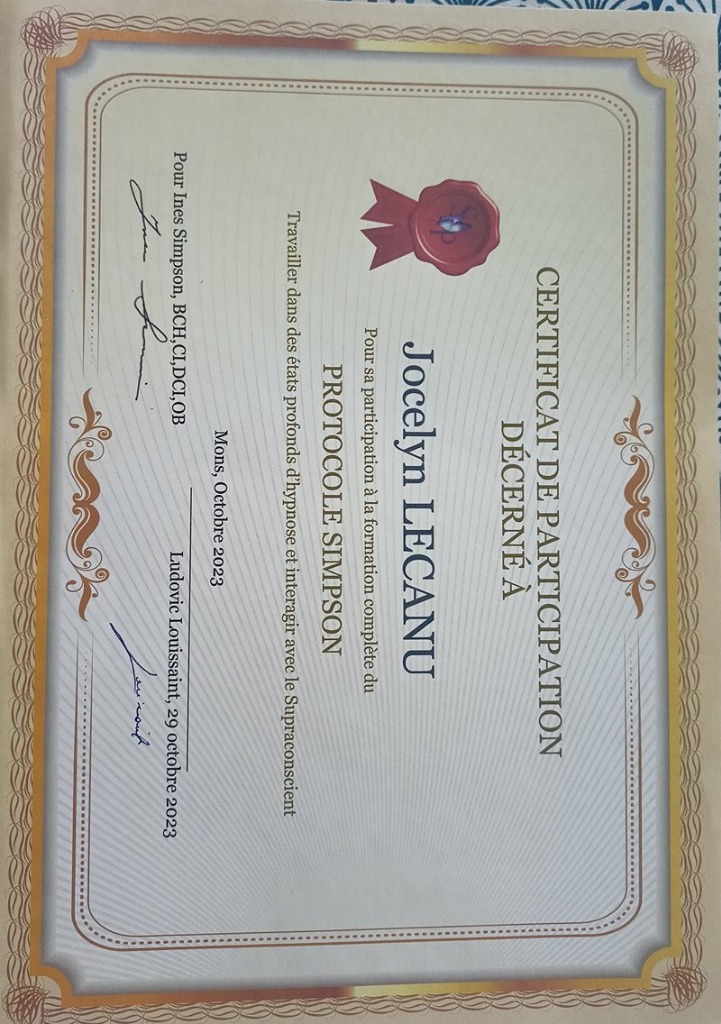 CERTIFICAT DE PARTICIPATION
DÉCERNÉ À
Jocelyn LECANU
Pour sa participation à la formation complète du
PROTOCOLE SIMPSON
Travailler dans des états profonds d'hypnose et interagir avec le Supraconscient
Mons, Octobre 2023
Pour Ines Simpson, BCH,CI,DCI,OB
Ludovic Louissaint, 29 octobre 2023